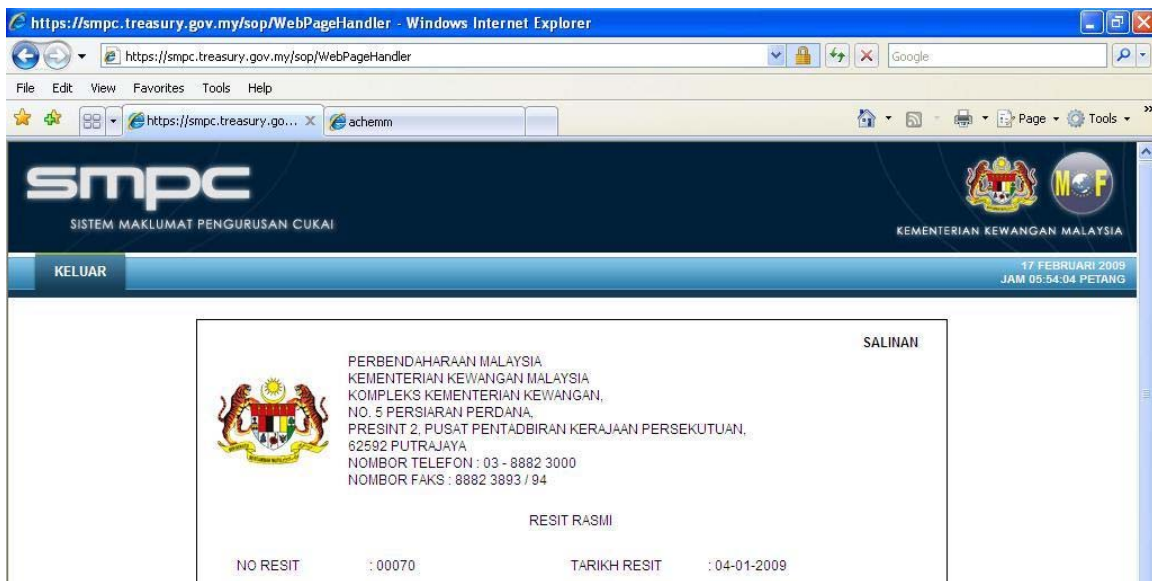 https://smpc.treasury.gov.my/sop/WebPageHandler - Windows Internet Explorer
https://smpc.treasury.gov.my/sop/WebPageHandler
Google
File Edit View Favorites Tools Help
https://smpc.treasury.go... achemm
Page Tools
smpc
SISTEM MAKLUMAT PENGURUSAN CUKAI
M F
KEMENTERIAN KEWANGAN MALAYSIA
KELUAR
17 FEBRUARI 2009
JAM 05:54:04 PETANG
SALINAN
PERBENDAHARAAN MALAYSIA
KEMENTERIAN KEWANGAN MALAYSIA
KOMPLEKS KEMENTERIAN KEWANGAN,
NO. 5 PERSIARAN PERDANA,
PRESINT 2, PUSAT PENTADBIRAN KERAJAAN PERSEKUTUAN,
62592 PUTRAJAYA
NOMBOR TELEFON : 03 - 8882 3000
NOMBOR FAKS : 8882 3893 / 94
RESIT RASMI
NO RESIT : 00070 TARIKH RESIT : 04-01-2009